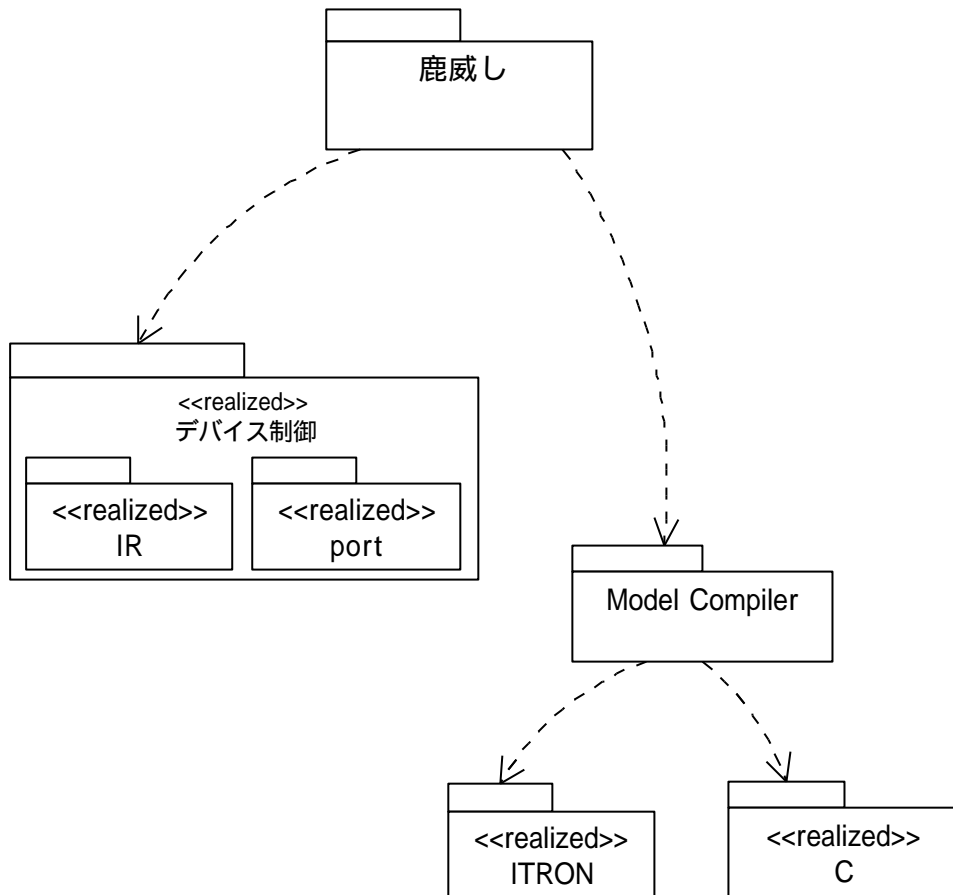 鹿威し
<<realized>>
デバイス制御
<<realized>>
IR
<<realized>>
port
Model Compiler
<<realized>>
ITRON
<<realized>>
C